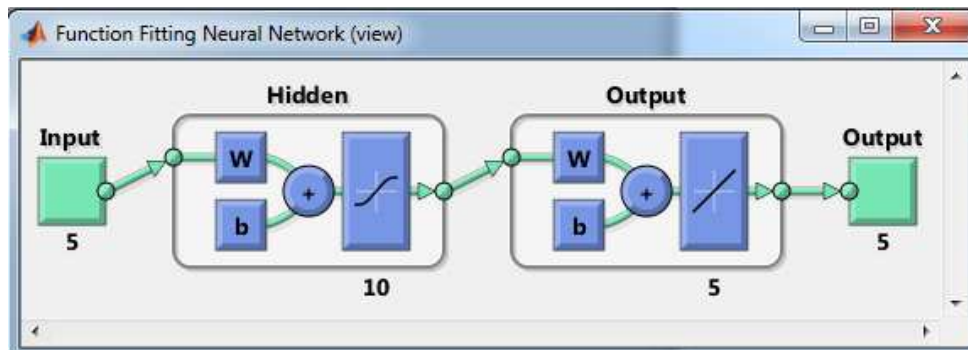 Function Fitting Neural Network (view)
Hidden
Output
Input
Output
W
+
b
W
+
b
5
10
5
5